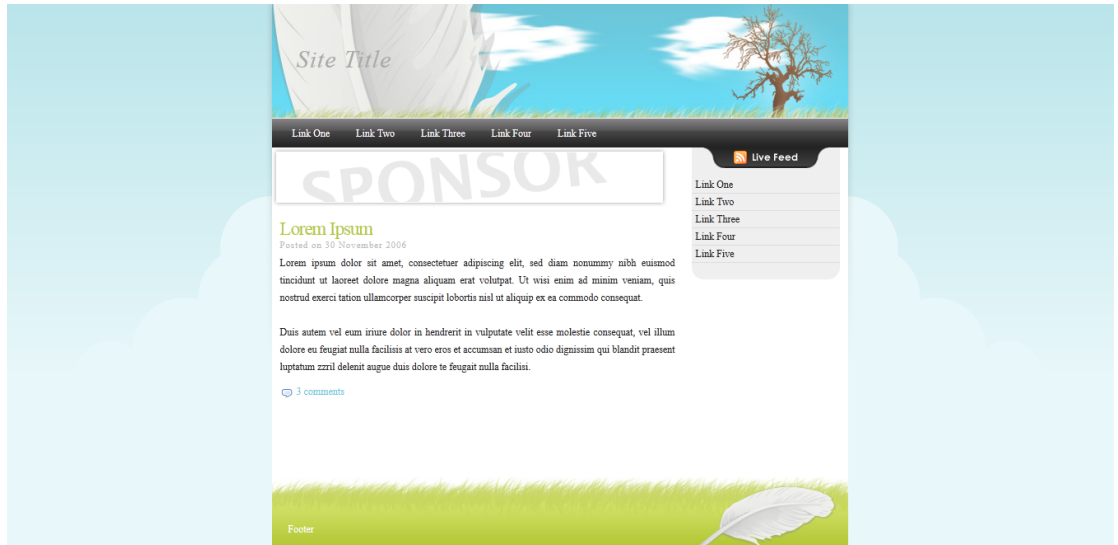 Site Title
Link One Link Two Link Three Link Four Link Five
SPONSOR
Live Feed
Link One
Link Two
Link Three
Link Four
Link Five
Lorem Ipsum
Posted on 30 November 2006
Lorem ipsum dolor sit amet, consectetuer adipiscing elit, sed diam nonummy nibh euismod
tincidunt ut laoreet dolore magna aliquam erat volutpat. Ut wisi enim ad minim veniam, quis
nostrud exerci tation ullamcorper suscipit lobortis nisl ut aliquip ex ea commodo consequat.
Duis autem vel eum iriure dolor in hendrerit in vulputate velit esse molestie consequat, vel illum
dolore eu feugiat nulla facilisis at vero eros et accumsan et iusto odio dignissim qui blandit praesent
luptatum zzril delenit augue duis dolore te feugait nulla facilisi.
3 comments
Footer